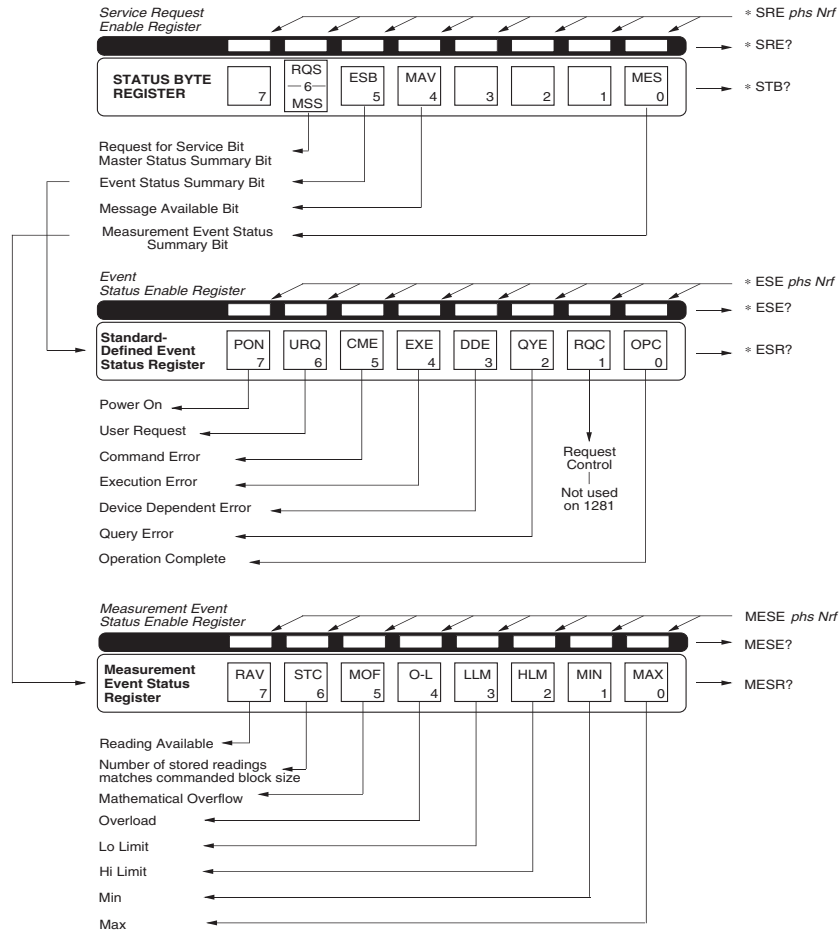 Service Request
Enable Register
∗ SRE phs Nrf
∗ SRE?
STATUS BYTE
REGISTER
7
RQS
6
MSS
ESB
5
MAV
4
3
2
1
MES
0
∗ STB?
Request for Service Bit
Master Status Summary Bit
Event Status Summary Bit
Message Available Bit
Measurement Event Status
Summary Bit
Event
Status Enable Register
∗ ESE phs Nrf
∗ ESE?
Standard-
Defined Event
Status Register
PON
7
URQ
6
CME
5
EXE
4
DDE
3
QYE
2
RQC
1
OPC
0
∗ ESR?
Power On
User Request
Command Error
Execution Error
Device Dependent Error
Query Error
Operation Complete
Request
Control
Not used
on 1281
Measurement Event
Status Enable Register
MESE phs Nrf
MESE?
Measurement
Event Status
Register
RAV
7
STC
6
MOF
5
O-L
4
LLM
3
HLM
2
MIN
1
MAX
0
MESR?
Reading Available
Number of stored readings
matches commanded block size
Mathematical Overflow
Overload
Lo Limit
Hi Limit
Min
Max